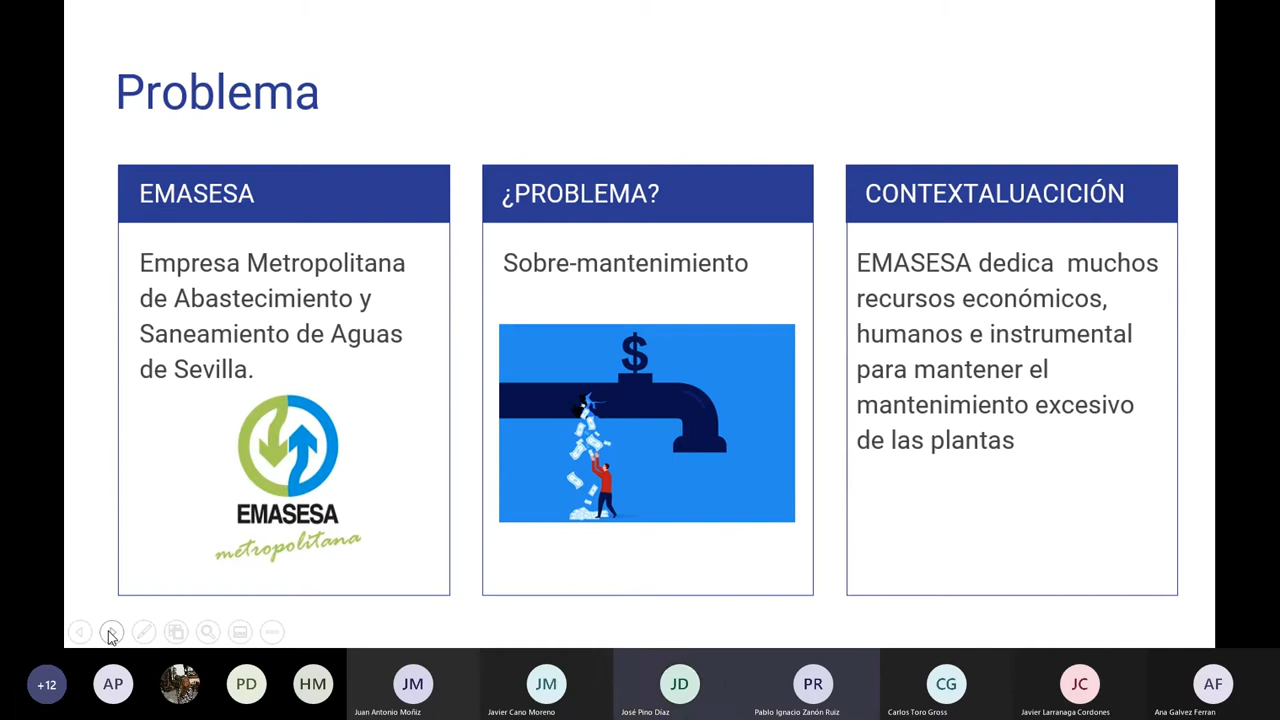 Problema
EMASESA
Empresa Metropolitana
de Abastecimiento y
Saneamiento de Aguas
de Sevilla.
EMASESA
metropolitana
¿PROBLEMA?
Sobre-mantenimiento
$
CONTEXTALUACICIÓN
EMASESA dedica muchos
recursos económicos,
humanos e instrumental
para mantener el
mantenimiento excesivo
de las plantas
+12
AP
PD
HM
JM
Juan Antonio Muñiz
JM
Javier Cano Moreno
JD
José Pino Díaz
PR
Pablo Ignacio Zanón Ruiz
CG
Carlos Toro Gross
JC
Javier Larranaga Cordones
AF
Ana Galvez Ferran